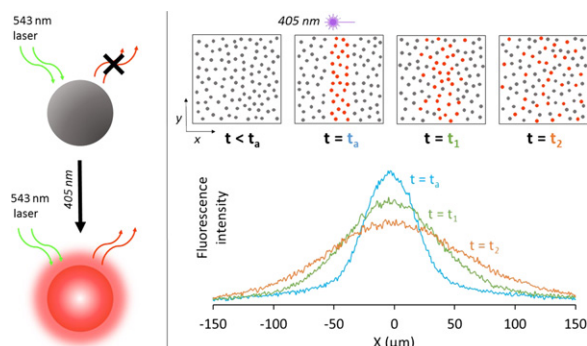 543 nm
laser
405 nm
543 nm
laser
405 nm
y
x
t < ta
t = ta
t = t1
t = t2
Fluorescence
intensity
t = ta
t = t1
t = t2
-150
-100
-50
0
50
100
150
X (µm)